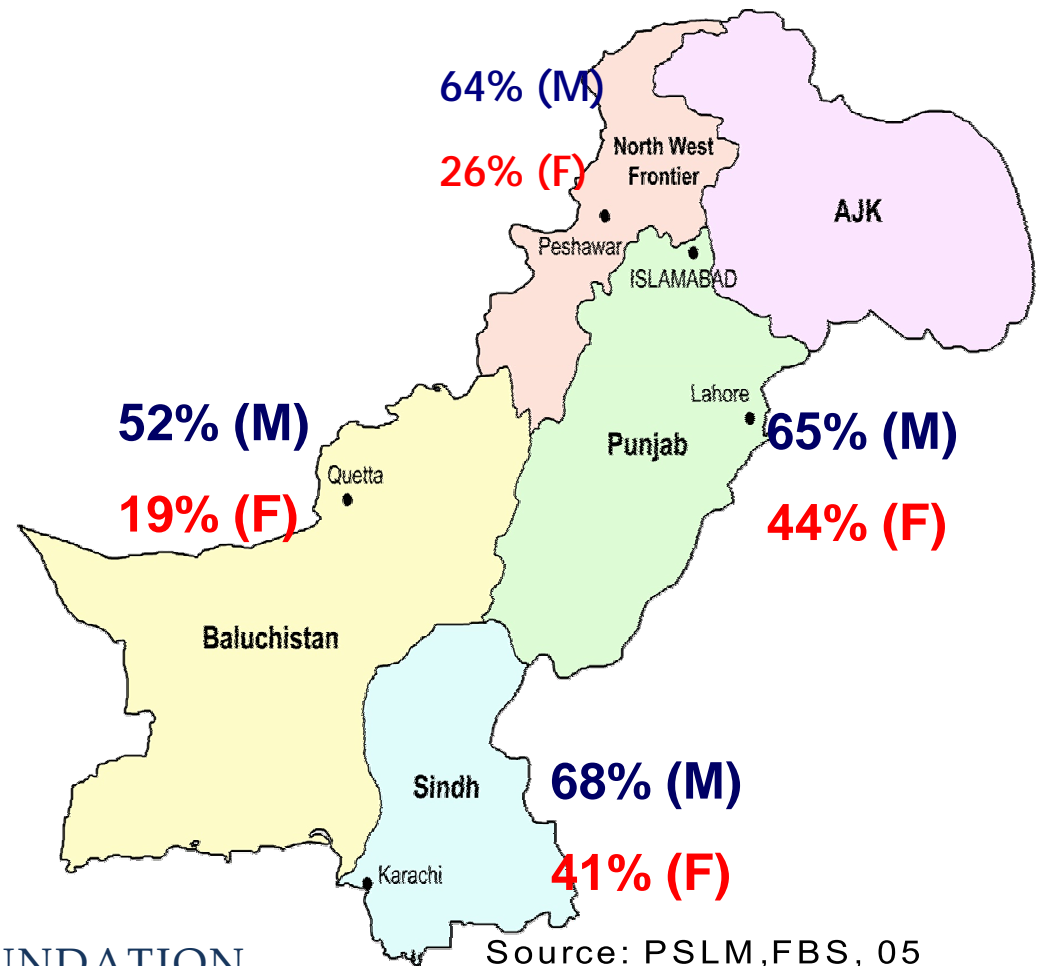 64% (M)
26% (F)
North West
Frontier
AJK
Peshawar
ISLAMABAD
Lahore
52% (M)
19% (F)
Quetta
Punjab
65% (M)
44% (F)
Baluchistan
Sindh
68% (M)
41% (F)
Karachi
Source: PSLM,FBS, 05